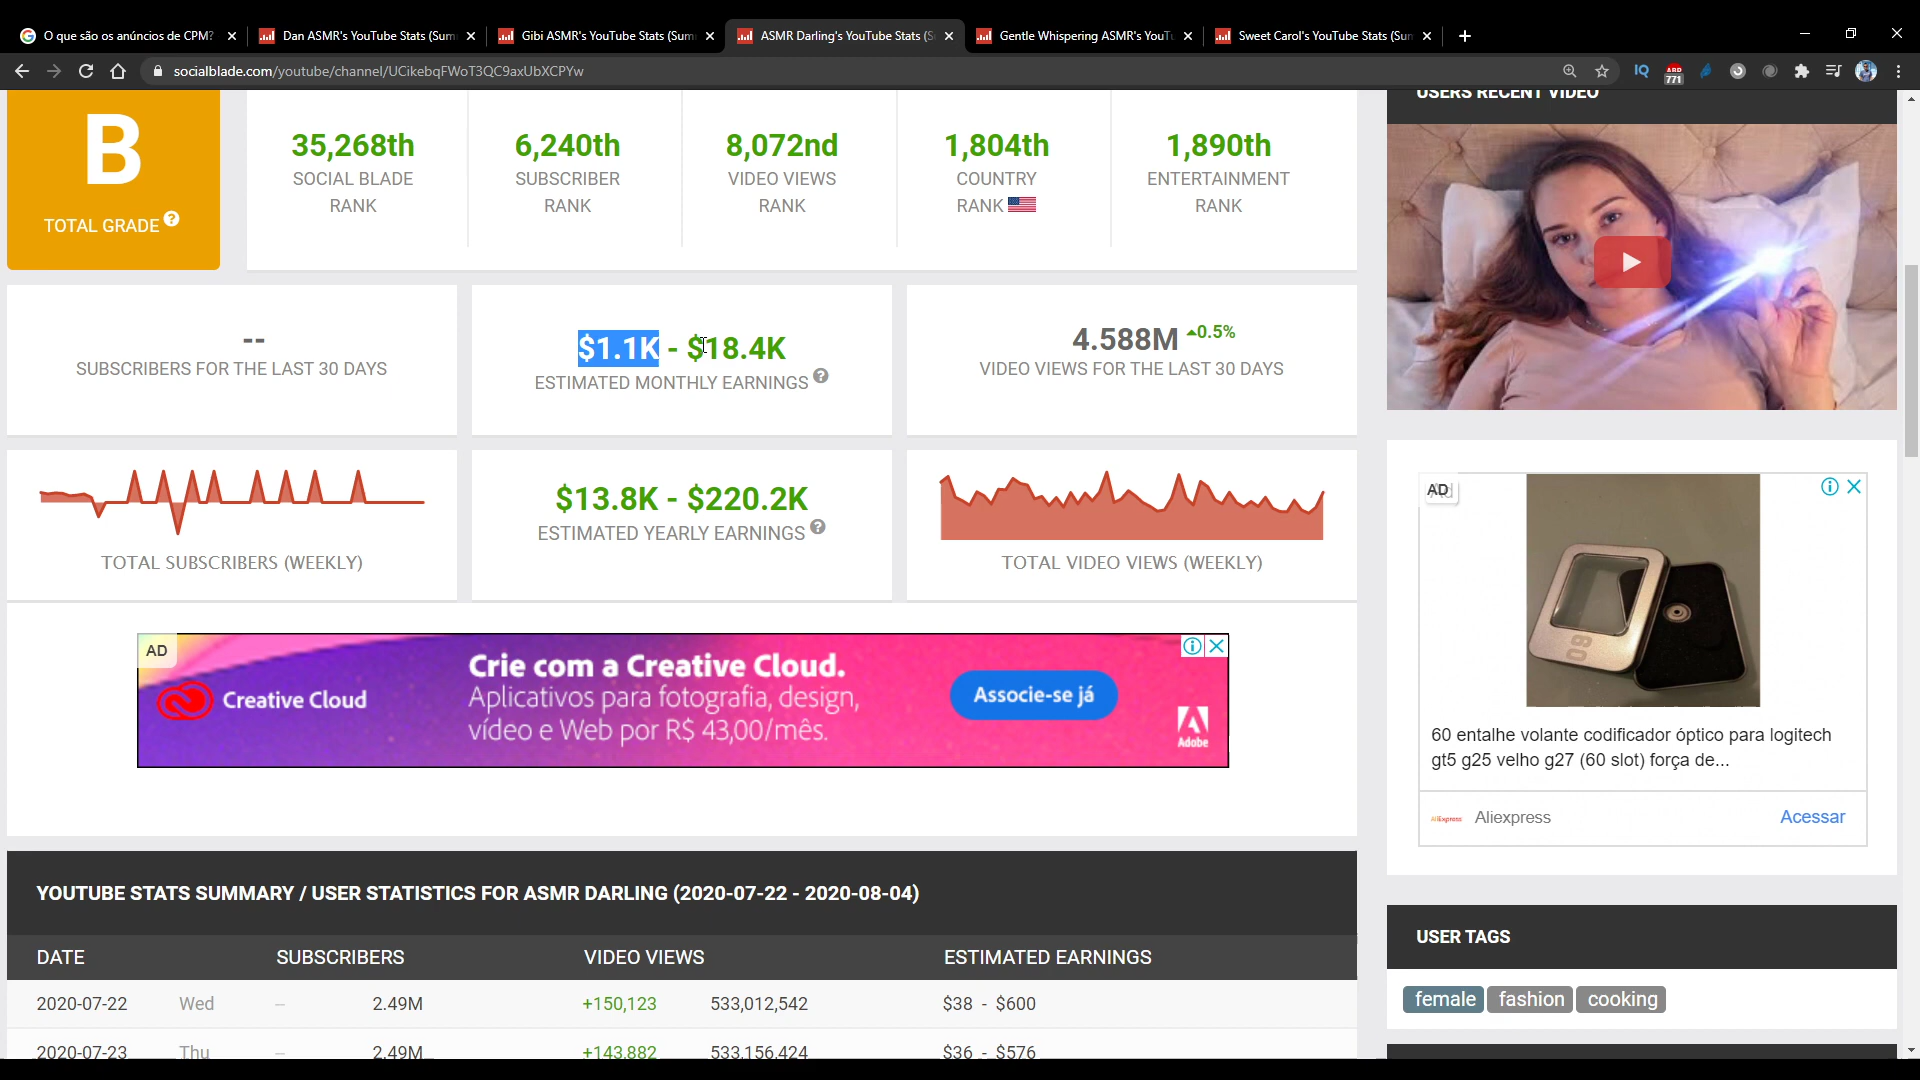 O que são os anúncios de CPM?
Dan ASMR's YouTube Stats (Sum
Gibi ASMR's YouTube Stats (Sum
ASMR Darling's YouTube Stats (S
Gentle Whispering ASMR's YouT
Sweet Carol's YouTube Stats (Sun
socialblade.com/youtube/channel/UCikebqFWoT3QC9axUbXCPYw
IQ
771
B
TOTAL GRADE ?
35,268th
SOCIAL BLADE
RANK
6,240th
SUBSCRIBER
RANK
8,072nd
VIDEO VIEWS
RANK
1,804th
COUNTRY
RANK
1,890th
ENTERTAINMENT
RANK
USERS RECENT VIDEO
--
SUBSCRIBERS FOR THE LAST 30 DAYS
$1.1K - $18.4K
ESTIMATED MONTHLY EARNINGS ?
4.588M 0.5%
VIDEO VIEWS FOR THE LAST 30 DAYS
TOTAL SUBSCRIBERS (WEEKLY)
$13.8K - $220.2K
ESTIMATED YEARLY EARNINGS ?
TOTAL VIDEO VIEWS (WEEKLY)
AD
Creative Cloud
Crie com a Creative Cloud.
Aplicativos para fotografia, design,
vídeo e Web por R$ 43,00/mês.
Associe-se já
Adobe
AD
60 entalhe volante codificador óptico para logitech
gt5 g25 velho g27 (60 slot) força de...
AliExpress Aliexpress
Acessar
YOUTUBE STATS SUMMARY / USER STATISTICS FOR ASMR DARLING (2020-07-22 - 2020-08-04)
DATE SUBSCRIBERS VIDEO VIEWS ESTIMATED EARNINGS
2020-07-22 Wed -- 2.49M +150,123 533,012,542 $38 - $600
2020-07-23 Thu -- 2.49M +143,882 533,156,424 $36 - $576
USER TAGS
female fashion cooking